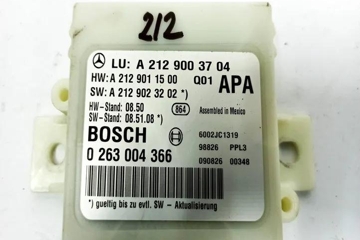 212
LU: A 212 900 37 04
HW: A 212 901 15 00 Q01 APA
SW: A 212 902 32 02 *)
HW-Stand: 08.50 864 Assembled in Mexico
SW-Stand: 08.51.08 *)
BOSCH 6002JC1319
0 263 004 366 98826 PPL3
090826 00348
*) gueltig bis zu evtl. SW - Aktualisierung